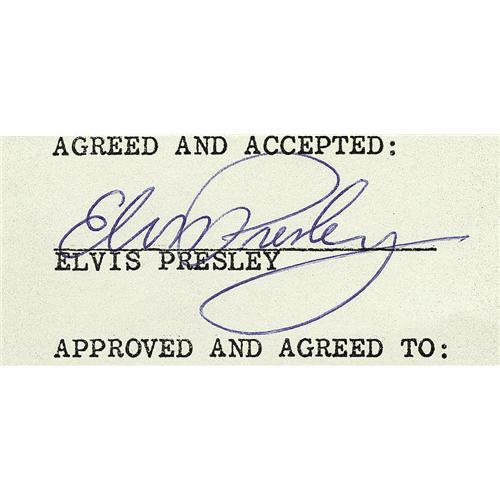 AGREED AND ACCEPTED:
Elvis Presley
ELVIS PRESLEY
APPROVED AND AGREED TO: